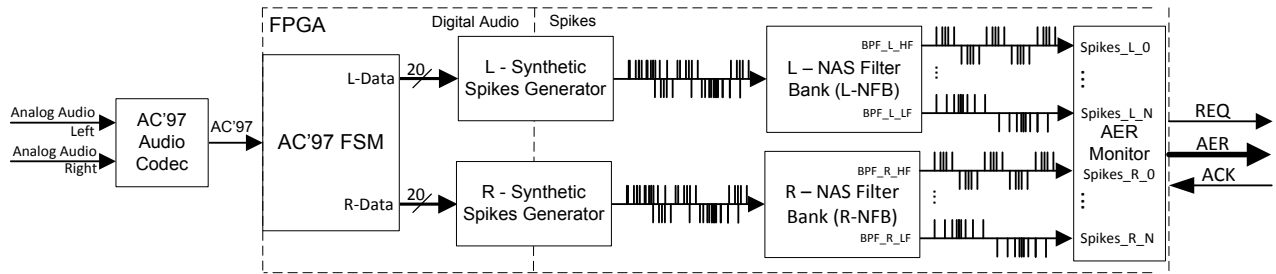 FPGA
Digital Audio
Spikes
Analog Audio
Left
Analog Audio
Right
AC'97
Audio
Codec
AC'97
AC'97 FSM
L-Data
20
R-Data
20
L - Synthetic
Spikes Generator
R - Synthetic
Spikes Generator
L – NAS Filter
Bank (L-NFB)
BPF_L_HF
...
BPF_L_LF
R – NAS Filter
Bank (R-NFB)
BPF_R_HF
...
BPF_R_LF
Spikes_L_0
...
Spikes_L_N
AER
Monitor
Spikes_R_0
...
Spikes_R_N
REQ
AER
ACK